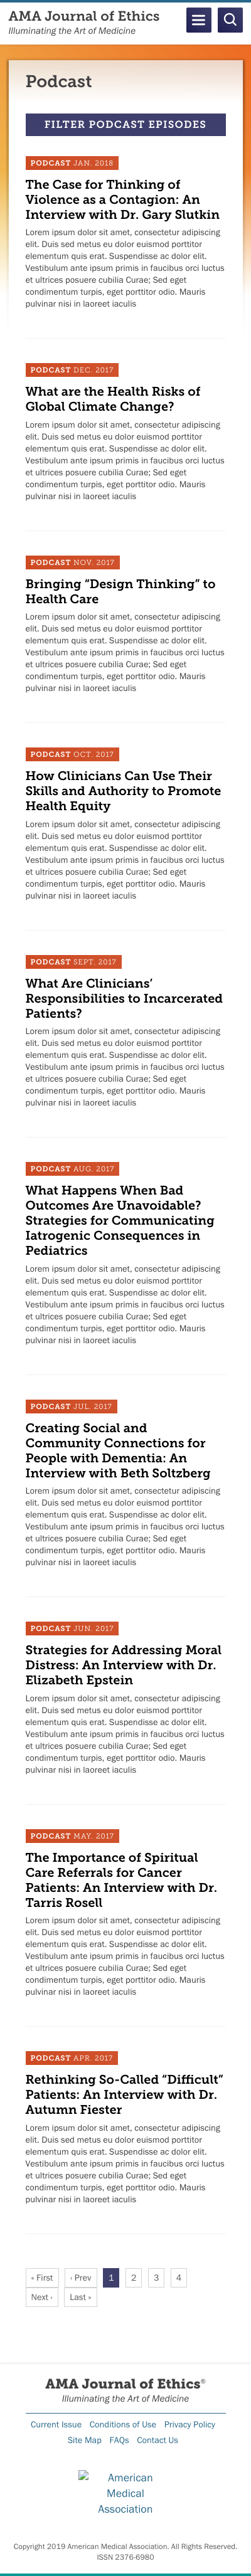 AMA Journal of Ethics
Illuminating the Art of Medicine
Podcast
FILTER PODCAST EPISODES
PODCAST JAN. 2018
The Case for Thinking of
Violence as a Contagion: An
Interview with Dr. Gary Slutkin
Lorem ipsum dolor sit amet, consectetur adipiscing
elit. Duis sed metus eu dolor euismod porttitor
elementum quis erat. Suspendisse ac dolor elit.
Vestibulum ante ipsum primis in faucibus orci luctus
et ultrices posuere cubilia Curae; Sed eget
condimentum turpis, eget porttitor odio. Mauris
pulvinar nisi in laoreet iaculis
PODCAST DEC. 2017
What are the Health Risks of
Global Climate Change?
Lorem ipsum dolor sit amet, consectetur adipiscing
elit. Duis sed metus eu dolor euismod porttitor
elementum quis erat. Suspendisse ac dolor elit.
Vestibulum ante ipsum primis in faucibus orci luctus
et ultrices posuere cubilia Curae; Sed eget
condimentum turpis, eget porttitor odio. Mauris
pulvinar nisi in laoreet iaculis
PODCAST NOV. 2017
Bringing “Design Thinking” to
Health Care
Lorem ipsum dolor sit amet, consectetur adipiscing
elit. Duis sed metus eu dolor euismod porttitor
elementum quis erat. Suspendisse ac dolor elit.
Vestibulum ante ipsum primis in faucibus orci luctus
et ultrices posuere cubilia Curae; Sed eget
condimentum turpis, eget porttitor odio. Mauris
pulvinar nisi in laoreet iaculis
PODCAST OCT. 2017
How Clinicians Can Use Their
Skills and Authority to Promote
Health Equity
Lorem ipsum dolor sit amet, consectetur adipiscing
elit. Duis sed metus eu dolor euismod porttitor
elementum quis erat. Suspendisse ac dolor elit.
Vestibulum ante ipsum primis in faucibus orci luctus
et ultrices posuere cubilia Curae; Sed eget
condimentum turpis, eget porttitor odio. Mauris
pulvinar nisi in laoreet iaculis
PODCAST SEPT. 2017
What Are Clinicians’
Responsibilities to Incarcerated
Patients?
Lorem ipsum dolor sit amet, consectetur adipiscing
elit. Duis sed metus eu dolor euismod porttitor
elementum quis erat. Suspendisse ac dolor elit.
Vestibulum ante ipsum primis in faucibus orci luctus
et ultrices posuere cubilia Curae; Sed eget
condimentum turpis, eget porttitor odio. Mauris
pulvinar nisi in laoreet iaculis
PODCAST AUG. 2017
What Happens When Bad
Outcomes Are Unavoidable?
Strategies for Communicating
Iatrogenic Consequences in
Pediatrics
Lorem ipsum dolor sit amet, consectetur adipiscing
elit. Duis sed metus eu dolor euismod porttitor
elementum quis erat. Suspendisse ac dolor elit.
Vestibulum ante ipsum primis in faucibus orci luctus
et ultrices posuere cubilia Curae; Sed eget
condimentum turpis, eget porttitor odio. Mauris
pulvinar nisi in laoreet iaculis
PODCAST JUL. 2017
Creating Social and
Community Connections for
People with Dementia: An
Interview with Beth Soltzberg
Lorem ipsum dolor sit amet, consectetur adipiscing
elit. Duis sed metus eu dolor euismod porttitor
elementum quis erat. Suspendisse ac dolor elit.
Vestibulum ante ipsum primis in faucibus orci luctus
et ultrices posuere cubilia Curae; Sed eget
condimentum turpis, eget porttitor odio. Mauris
pulvinar nisi in laoreet iaculis
PODCAST JUN. 2017
Strategies for Addressing Moral
Distress: An Interview with Dr.
Elizabeth Epstein
Lorem ipsum dolor sit amet, consectetur adipiscing
elit. Duis sed metus eu dolor euismod porttitor
elementum quis erat. Suspendisse ac dolor elit.
Vestibulum ante ipsum primis in faucibus orci luctus
et ultrices posuere cubilia Curae; Sed eget
condimentum turpis, eget porttitor odio. Mauris
pulvinar nisi in laoreet iaculis
PODCAST MAY. 2017
The Importance of Spiritual
Care Referrals for Cancer
Patients: An Interview with Dr.
Tarris Rosell
Lorem ipsum dolor sit amet, consectetur adipiscing
elit. Duis sed metus eu dolor euismod porttitor
elementum quis erat. Suspendisse ac dolor elit.
Vestibulum ante ipsum primis in faucibus orci luctus
et ultrices posuere cubilia Curae; Sed eget
condimentum turpis, eget porttitor odio. Mauris
pulvinar nisi in laoreet iaculis
PODCAST APR. 2017
Rethinking So-Called “Difficult”
Patients: An Interview with Dr.
Autumn Fiester
Lorem ipsum dolor sit amet, consectetur adipiscing
elit. Duis sed metus eu dolor euismod porttitor
elementum quis erat. Suspendisse ac dolor elit.
Vestibulum ante ipsum primis in faucibus orci luctus
et ultrices posuere cubilia Curae; Sed eget
condimentum turpis, eget porttitor odio. Mauris
pulvinar nisi in laoreet iaculis
« First ‹ Prev 1 2 3 4
Next › Last »
AMA Journal of Ethics®
Illuminating the Art of Medicine
Current Issue Conditions of Use Privacy Policy
Site Map FAQs Contact Us
American
Medical
Association
Copyright 2019 American Medical Association. All Rights Reserved.
ISSN 2376-6980